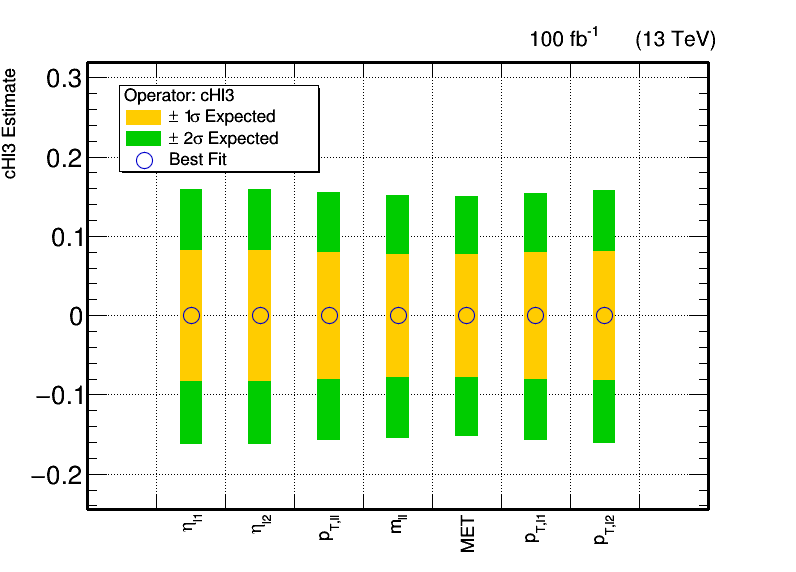 100 fb-1 (13 TeV)
cHl3 Estimate
0.3
0.2
0.1
0
−0.1
−0.2
Operator: cHl3
± 1σ Expected
± 2σ Expected
Best Fit
ηl1
ηl2
pT,ll
mll
MET
pT,l1
pT,l2